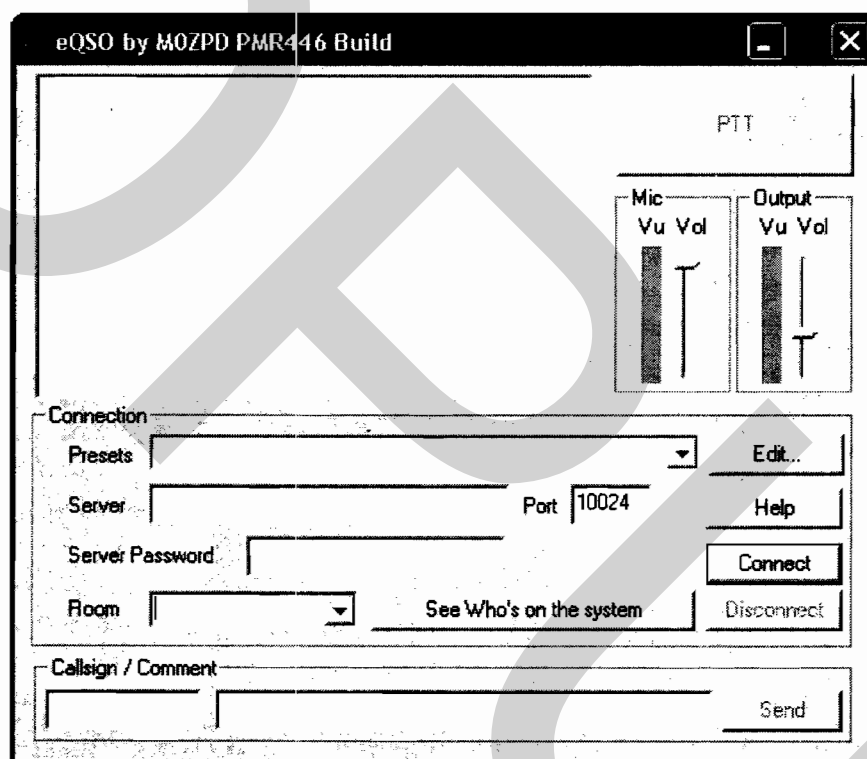 eQSO by M0ZPD PMR446 Build
PTT
Mic
Output
Vu Vol
Vu Vol
Connection
Presets
Edit...
Server
Port 10024
Help
Server Password
Connect
Room
See Who's on the system
Disconnect
Callsign / Comment
Send